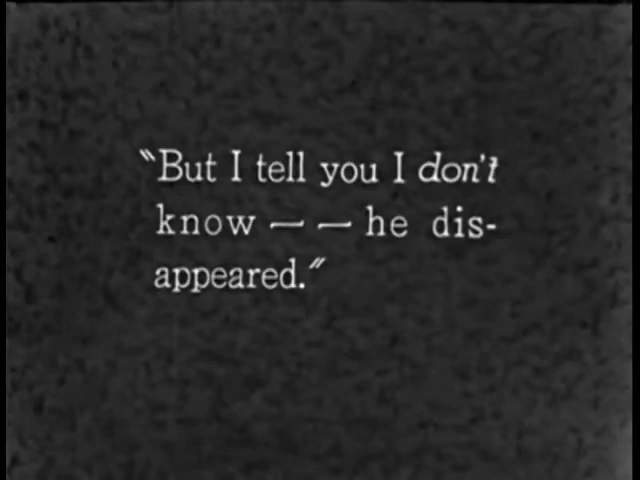 "But I tell you I don't
know — — he dis-
appeared."